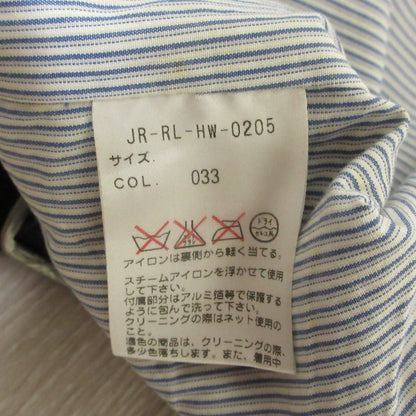 JR-RL-HW-0205
サイズ.
COL. 033
ドライ
アイロンは裏側から軽く当てる.
スチームアイロンを浮かせて使用
して下さい.
付属部分はアルミ箔等で保護する
ように包んで洗って下さい.
クリーニングの際はネット使用の
こと.
濃色の商品は、クリーニングの際、
多少色落ちします. また、着用中